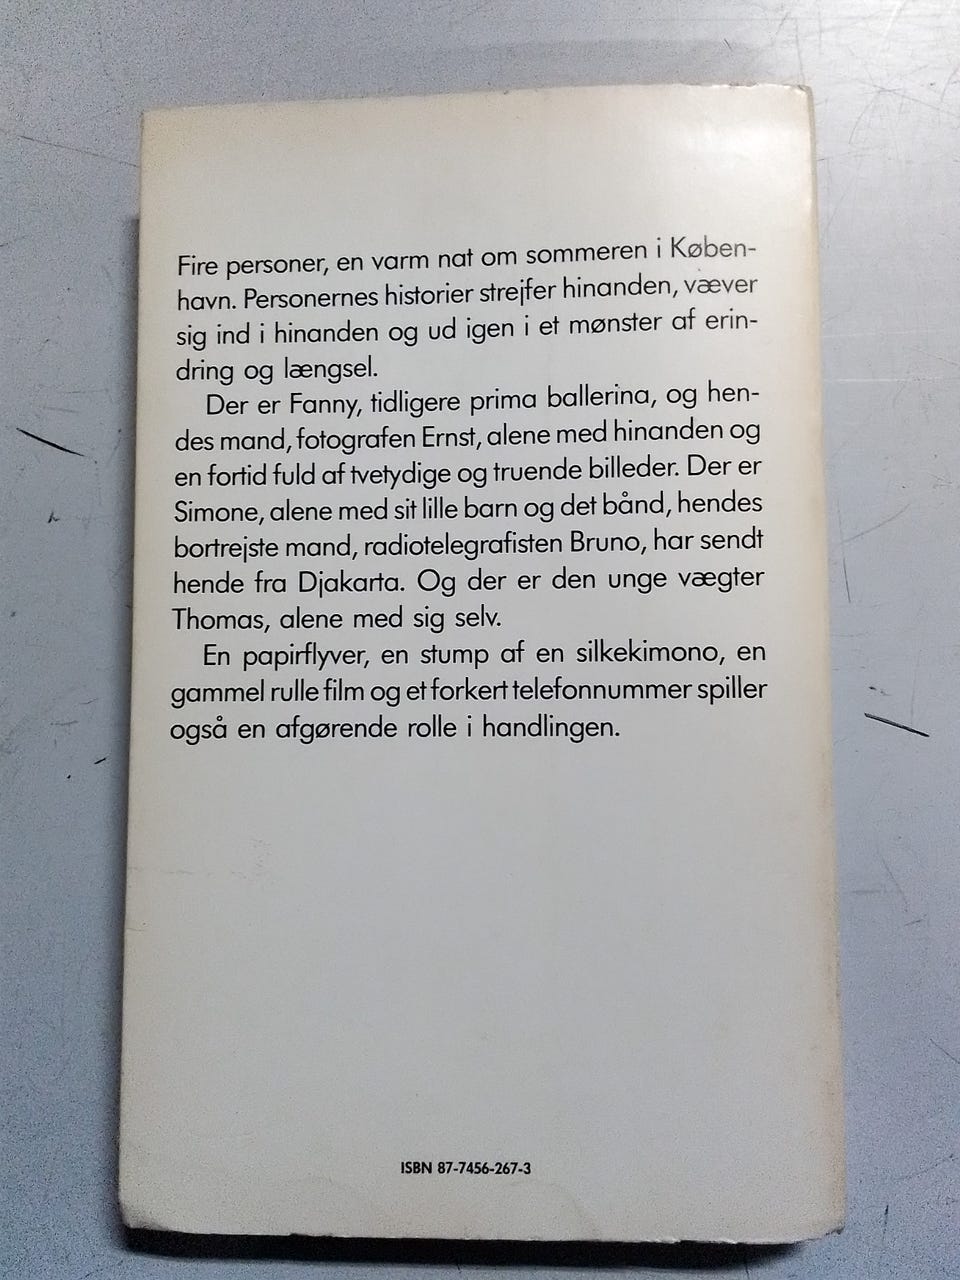 Fire personer, en varm nat om sommeren i Køben-
havn. Personernes historier strejfer hinanden, væver
sig ind i hinanden og ud igen i et mønster af erin-
dring og længsel.
Der er Fanny, tidligere prima ballerina, og hen-
des mand, fotografen Ernst, alene med hinanden og
en fortid fuld af tvetydige og truende billeder. Der er
Simone, alene med sit lille barn og det bånd, hendes
bortrejste mand, radiotelegrafisten Bruno, har sendt
hende fra Djakarta. Og der er den unge vægter
Thomas, alene med sig selv.
En papirflyver, en stump af en silkekimono, en
gammel rulle film og et forkert telefonnummer spiller
også en afgørende rolle i handlingen.
ISBN 87-7456-267-3